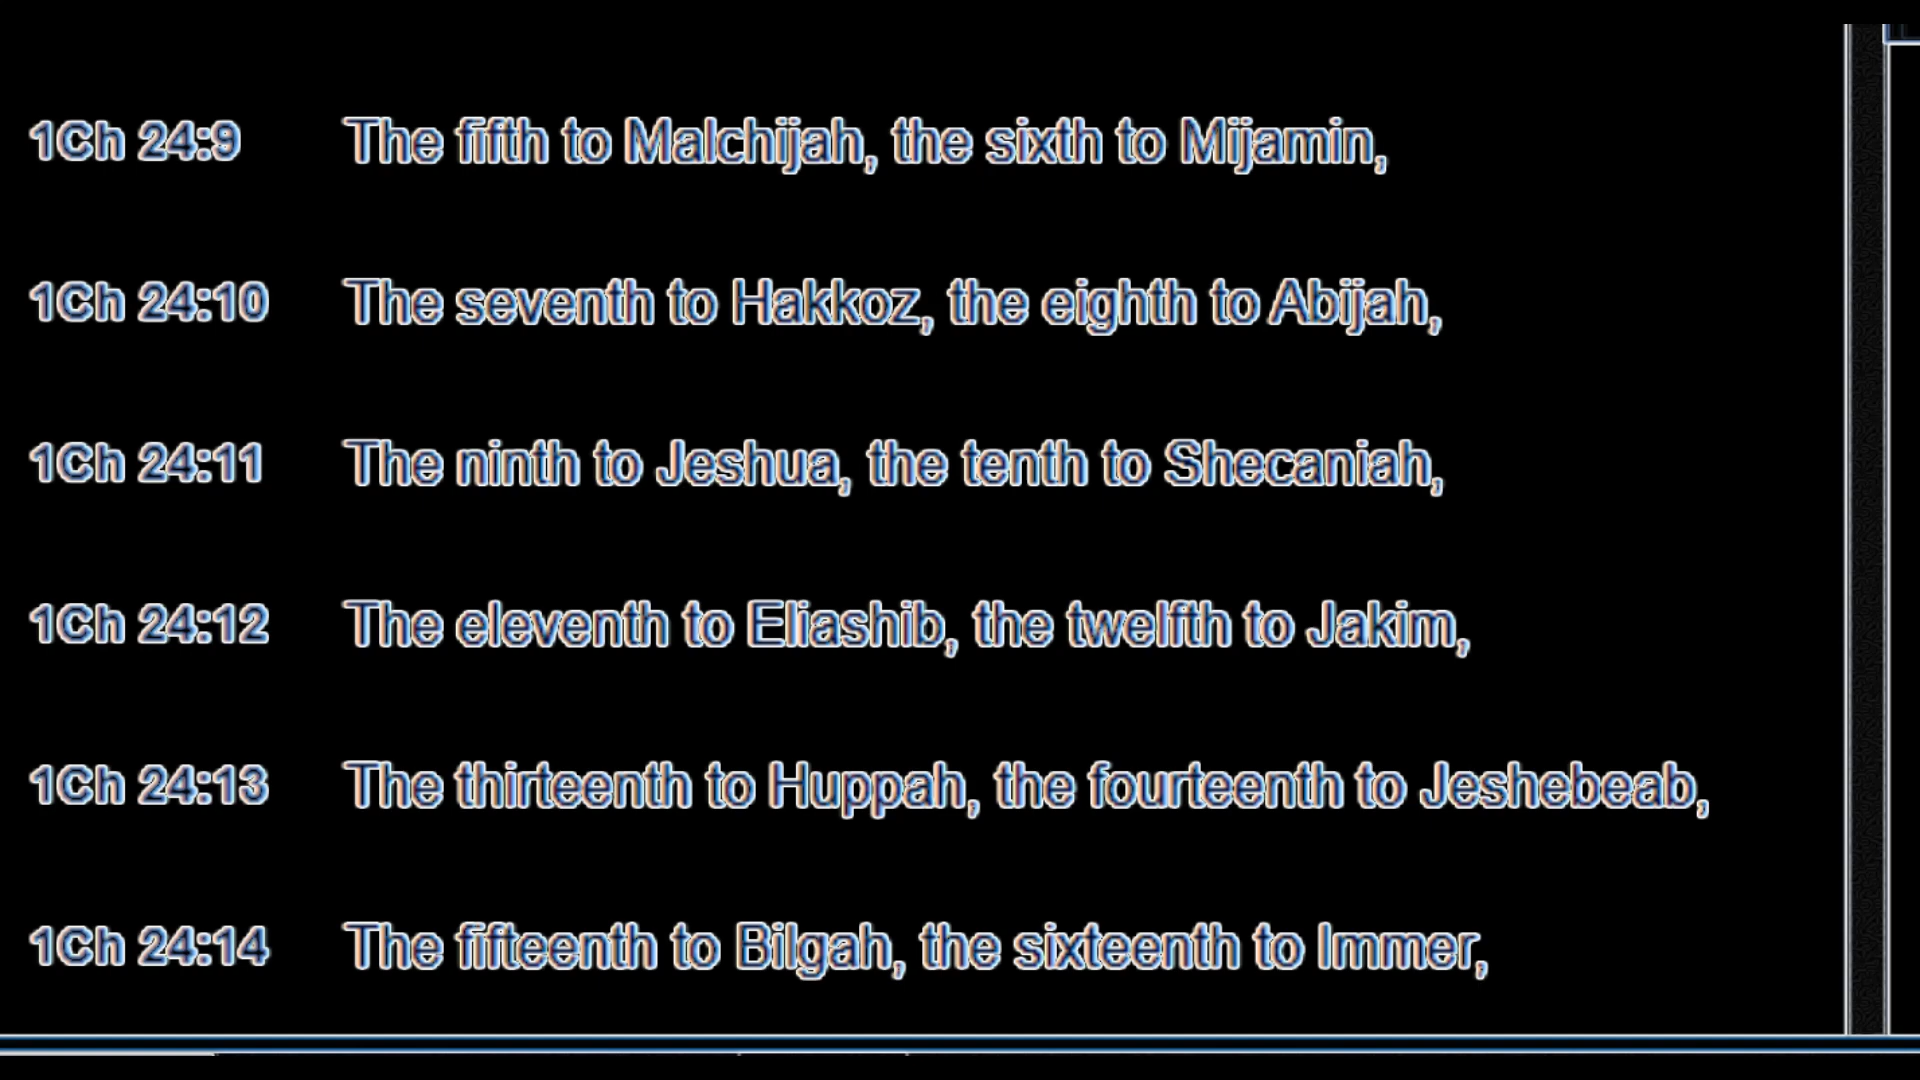 1Ch 24:9 The fifth to Malchijah, the sixth to Mijamin,
1Ch 24:10 The seventh to Hakkoz, the eighth to Abijah,
1Ch 24:11 The ninth to Jeshua, the tenth to Shecaniah,
1Ch 24:12 The eleventh to Eliashib, the twelfth to Jakim,
1Ch 24:13 The thirteenth to Huppah, the fourteenth to Jeshebeab,
1Ch 24:14 The fifteenth to Bilgah, the sixteenth to Immer,